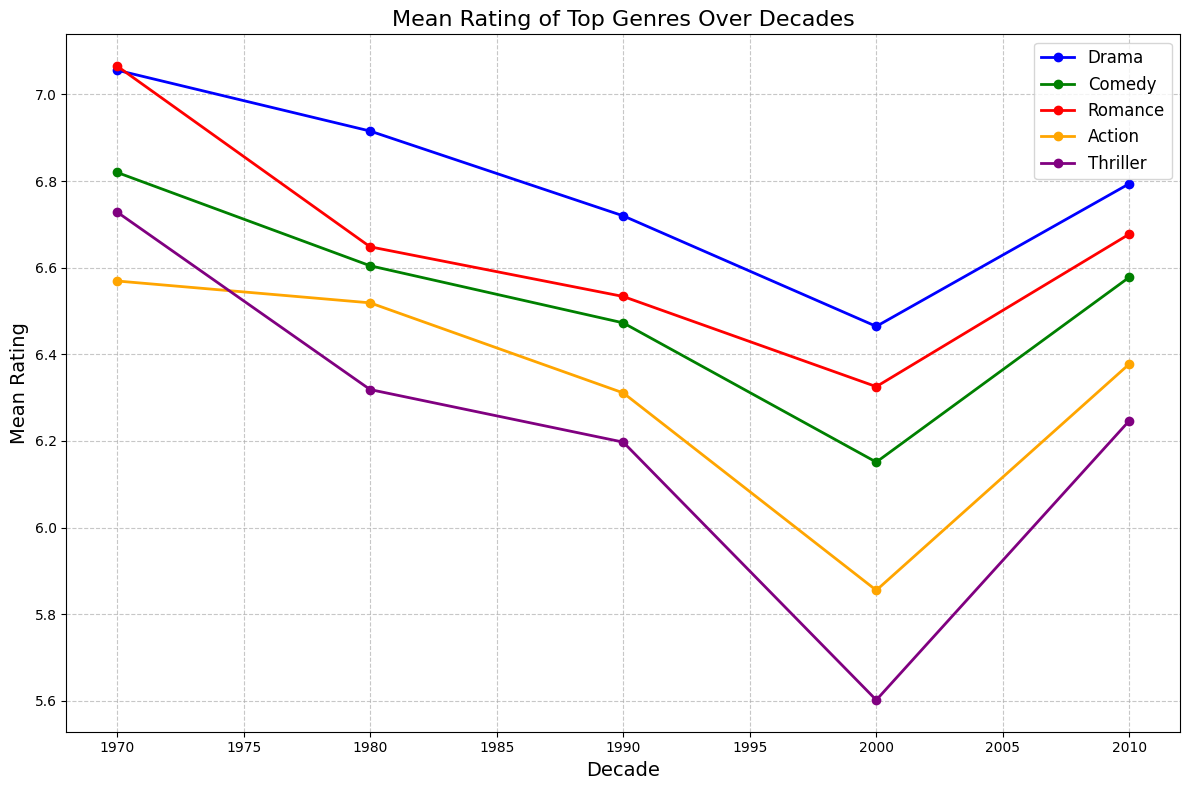 Mean Rating of Top Genres Over Decades
Drama
Comedy
Romance
Action
Thriller
Mean Rating
7.0
6.8
6.6
6.4
6.2
6.0
5.8
5.6
1970 1975 1980 1985 1990 1995 2000 2005 2010
Decade